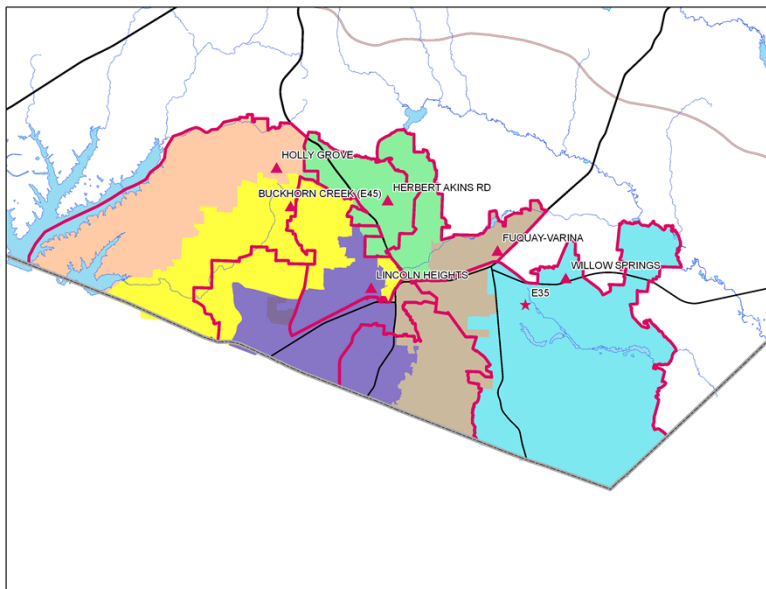 HOLLY GROVE
BUCKHORN CREEK (E45)
HERBERT AKINS RD
FUQUAY-VARINA
WILLOW SPRINGS
LINCOLN HEIGHTS
E35